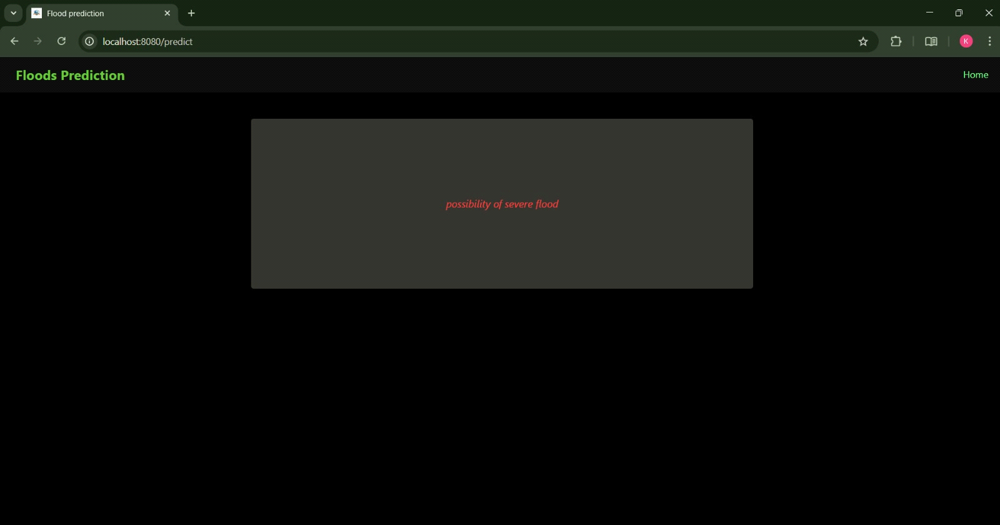 Flood prediction
localhost:8080/predict
K
Floods Prediction
Home
possibility of severe flood